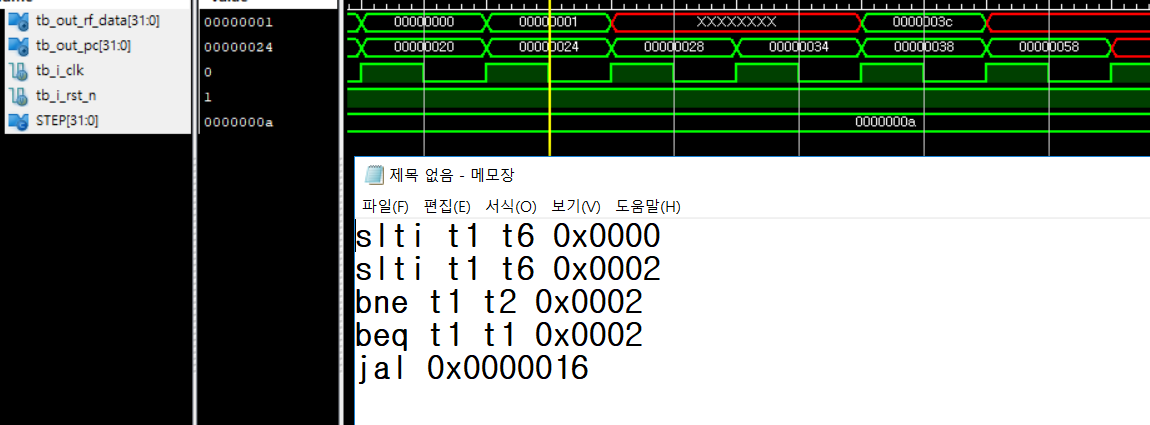 tb_out_rf_data[31:0] 00000001 00000000 00000001 XXXXXXXX 0000003c
tb_out_pc[31:0] 00000024 00000020 00000024 00000028 00000034 00000038 00000058
tb_i_clk 0
tb_i_rst_n 1
STEP[31:0] 0000000a 0000000a
제목 없음 - 메모장
파일(F) 편집(E) 서식(O) 보기(V) 도움말(H)
slti t1 t6 0x0000
slti t1 t6 0x0002
bne t1 t2 0x0002
beq t1 t1 0x0002
jal 0x0000016